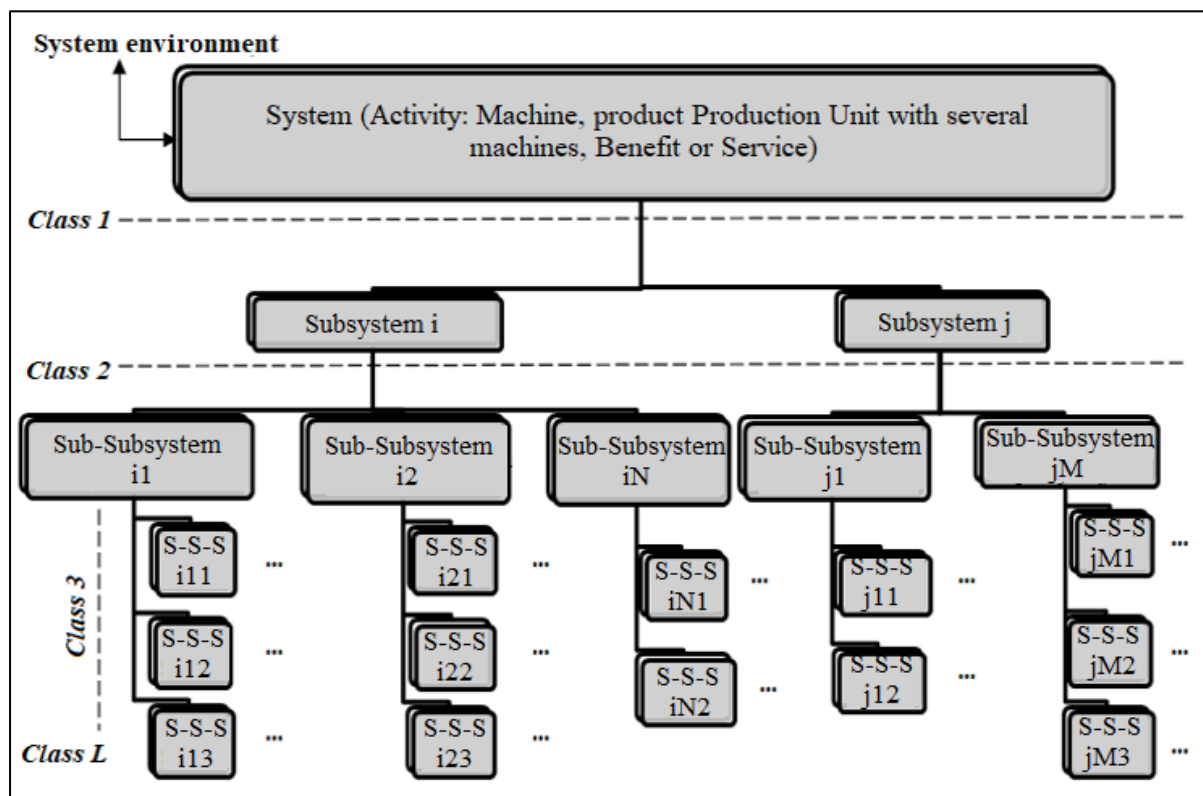 System environment
System (Activity: Machine, product Production Unit with several
machines, Benefit or Service)
Class 1
Subsystem i
Subsystem j
Class 2
Sub-Subsystem
i1
Sub-Subsystem
i2
Sub-Subsystem
iN
Sub-Subsystem
j1
Sub-Subsystem
jM
Class 3
S-S-S
i11
...
S-S-S
i21
...
S-S-S
iN1
...
S-S-S
j11
...
S-S-S
jM1
...
S-S-S
i12
...
S-S-S
i22
...
S-S-S
iN2
...
S-S-S
j12
...
S-S-S
jM2
...
Class L
S-S-S
i13
...
S-S-S
i23
...
S-S-S
jM3
...